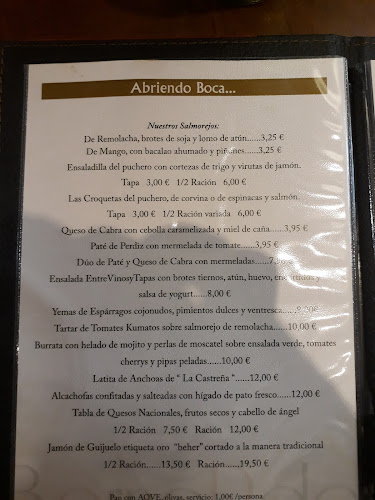 Abriendo Boca...
Nuestros Salmorejos:
De Remolacha, brotes de soja y lomo de atún......3,25 €
De Mango, con bacalao ahumado y piñones......3,25 €
Ensaladilla del puchero con cortezas de trigo y virutas de jamón.
Tapa 3,00 € 1/2 Ración 6,00 €
Las Croquetas del puchero, de corvina o de espinacas y salmón.
Tapa 3,00 € 1/2 Ración variada 6,00 €
Queso de Cabra con cebolla caramelizada y miel de caña.....3,95 €
Paté de Perdiz con mermelada de tomate......3,95 €
Dúo de Paté y Queso de Cabra con mermeladas......
Ensalada EntreVinosyTapas con brotes tiernos, atún, huevo, encurtidos y
salsa de yogurt......8,00 €
Yemas de Espárragos cojonudos, pimientos dulces y ventresca......
Tartar de Tomates Kumatos sobre salmorejo de remolacha......10,00 €
Burrata con helado de mojito y perlas de moscatel sobre ensalada verde, tomates
cherrys y pipas peladas......10,00 €
Latita de Anchoas de " La Castreña "......12,00 €
Alcachofas confitadas y salteadas con hígado de pato fresco......12,00 €
Tabla de Quesos Nacionales, frutos secos y cabello de ángel
1/2 Ración 7,50 € Ración 12,00 €
Jamón de Guijuelo etiqueta oro "beher" cortado a la manera tradicional
1/2 Ración......13,50 € Ración......19,50 €
Pan con AOVE, olivas, servicio: 1,00€ /persona.